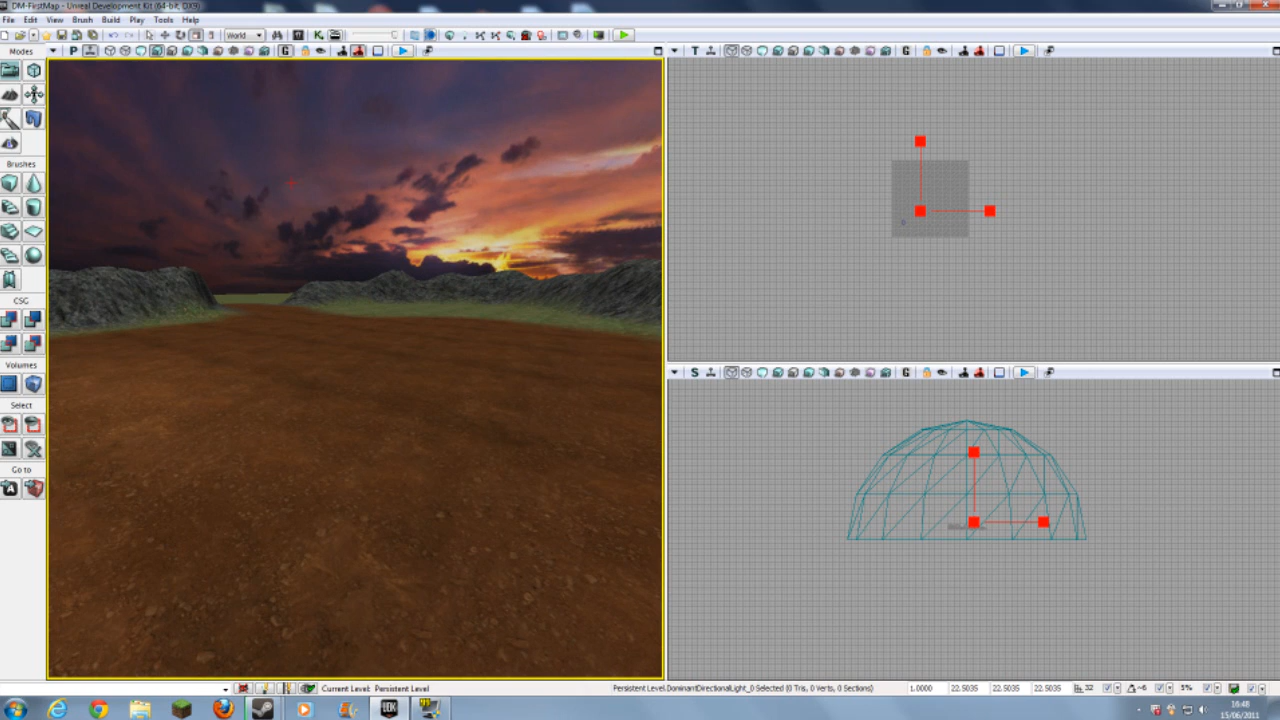 DM-FirstMap - Unreal Development Kit (64-bit, DX9)
File Edit View Brush Build Play Tools Help
World
Modes
P
G
T
G
Brushes
CSG
Volumes
S
G
Select
Go to
A
Current Level: Persistent Level
Persistent Level.DominantDirectionalLight_0 Selected (0 Tris, 0 Verts, 0 Sections)
1.0000 22.5035 22.5035 22.5035 32 5%
UDK
16:48
15/06/2011